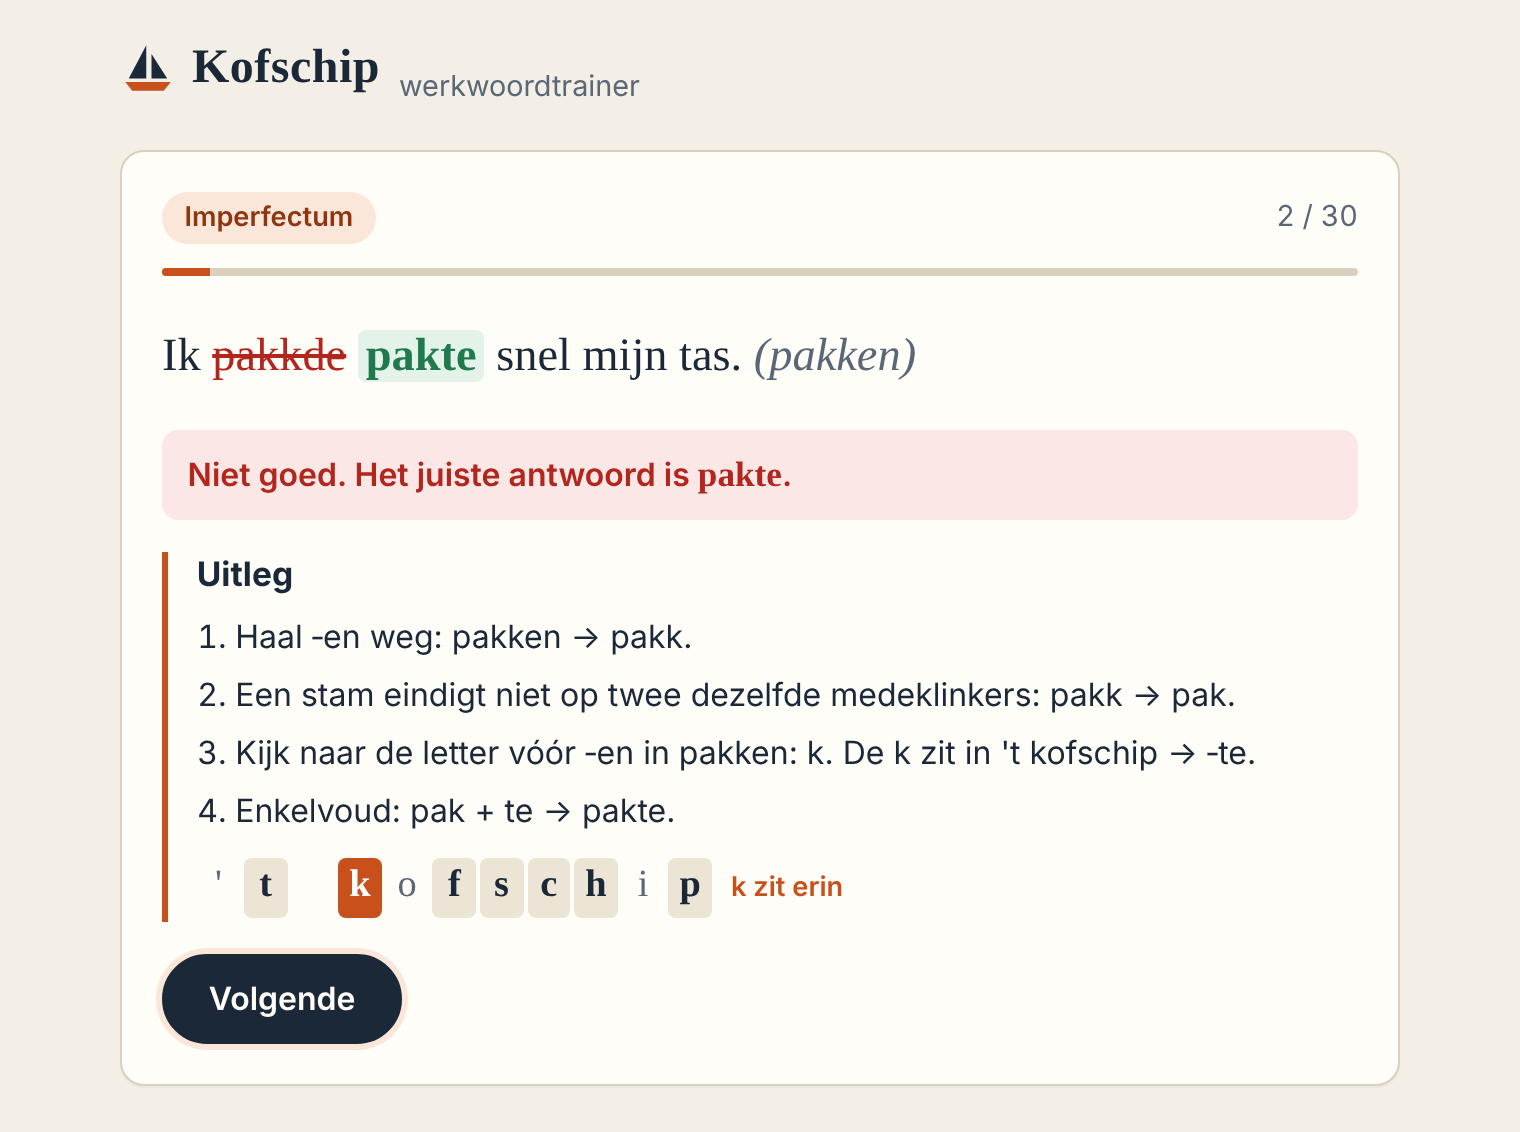 Kofschip werkwoordtrainer
Imperfectum 2 / 30
Ik pakkde pakte snel mijn tas. (pakken)
Niet goed. Het juiste antwoord is pakte.
Uitleg
1. Haal -en weg: pakken → pakk.
2. Een stam eindigt niet op twee dezelfde medeklinkers: pakk → pak.
3. Kijk naar de letter vóór -en in pakken: k. De k zit in 't kofschip → -te.
4. Enkelvoud: pak + te → pakte.
't kofschip k zit erin
Volgende